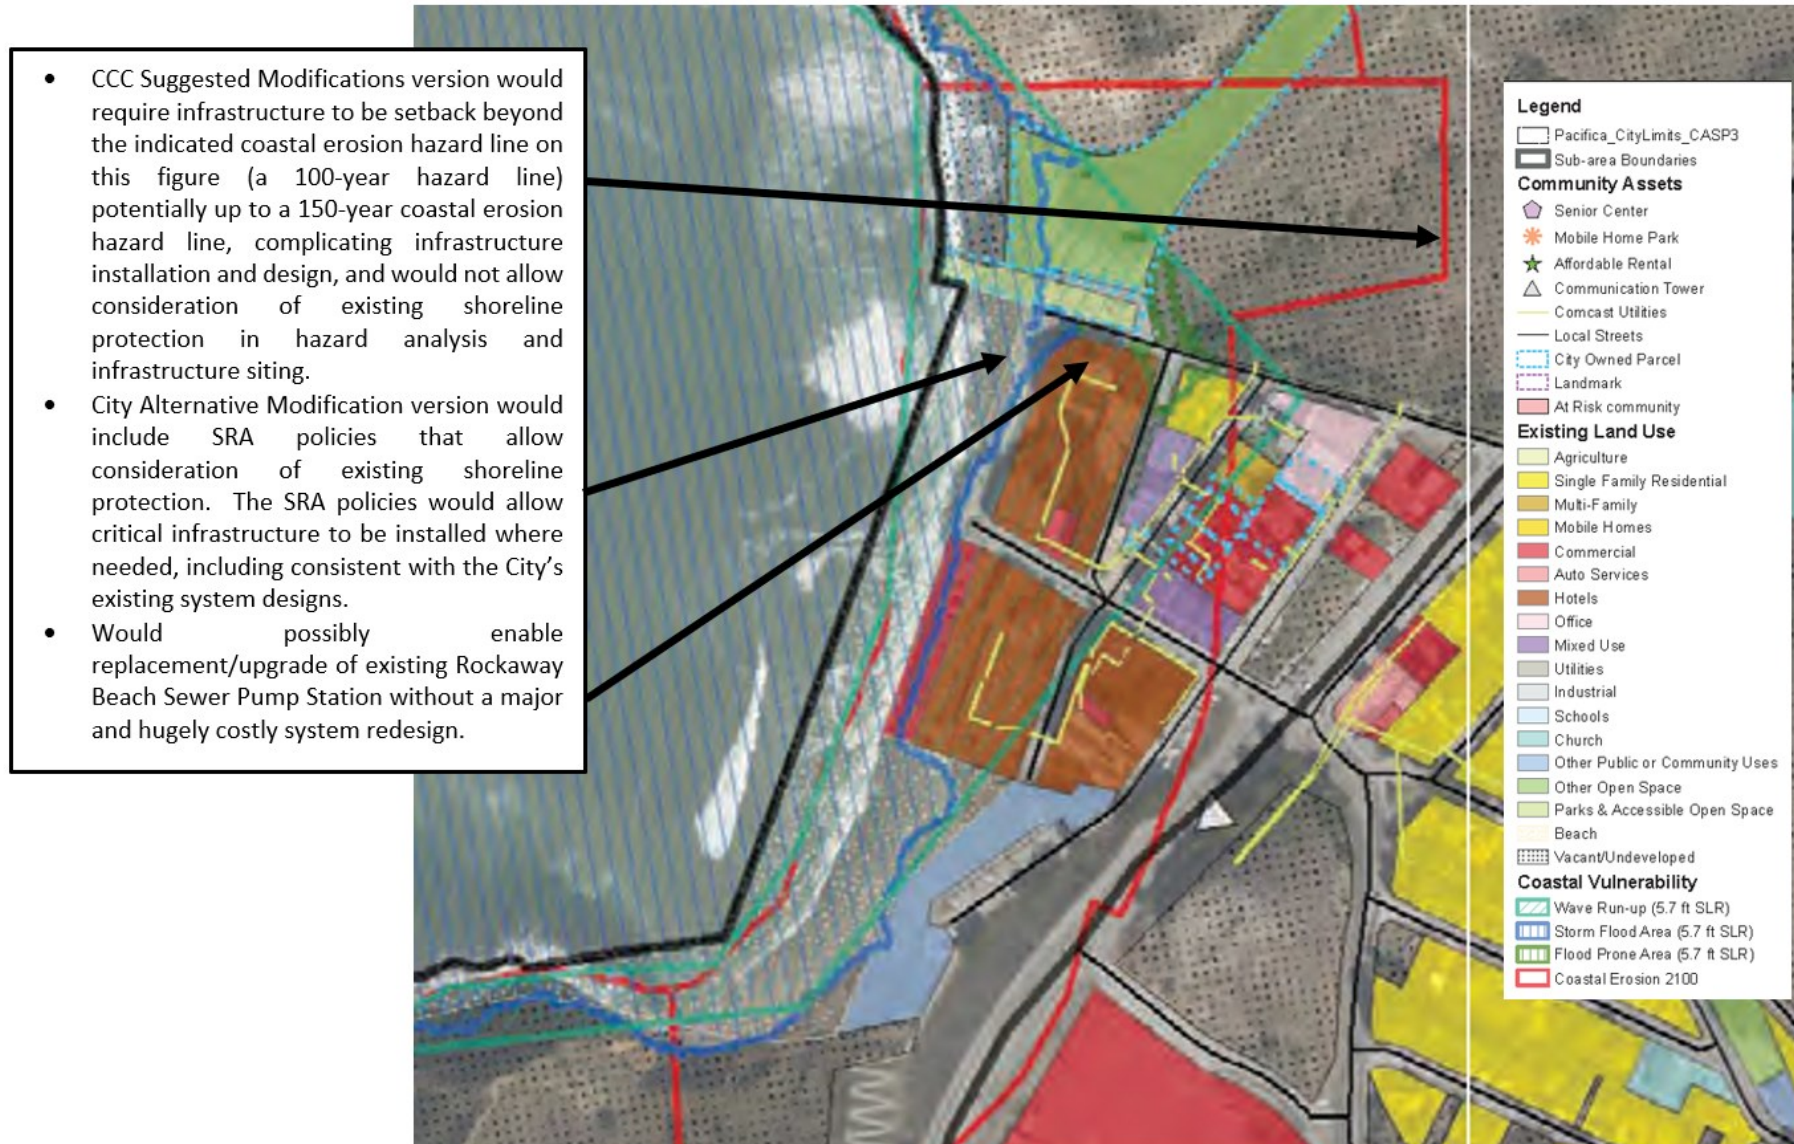 • CCC Suggested Modifications version would
require infrastructure to be setback beyond
the indicated coastal erosion hazard line on
this figure (a 100-year hazard line)
potentially up to a 150-year coastal erosion
hazard line, complicating infrastructure
installation and design, and would not allow
consideration of existing shoreline
protection in hazard analysis and
infrastructure siting.
• City Alternative Modification version would
include SRA policies that allow
consideration of existing shoreline
protection. The SRA policies would allow
critical infrastructure to be installed where
needed, including consistent with the City’s
existing system designs.
• Would possibly enable
replacement/upgrade of existing Rockaway
Beach Sewer Pump Station without a major
and hugely costly system redesign.
Legend
Pacifica_CityLimits_CASP3
Sub-area Boundaries
Community Assets
Senior Center
Mobile Home Park
Affordable Rental
Communication Tower
Comcast Utilities
Local Streets
City Owned Parcel
Landmark
At Risk community
Existing Land Use
Agriculture
Single Family Residential
Multi-Family
Mobile Homes
Commercial
Auto Services
Hotels
Office
Mixed Use
Utilities
Industrial
Schools
Church
Other Public or Community Uses
Other Open Space
Parks & Accessible Open Space
Beach
Vacant/Undeveloped
Coastal Vulnerability
Wave Run-up (5.7 ft SLR)
Storm Flood Area (5.7 ft SLR)
Flood Prone Area (5.7 ft SLR)
Coastal Erosion 2100